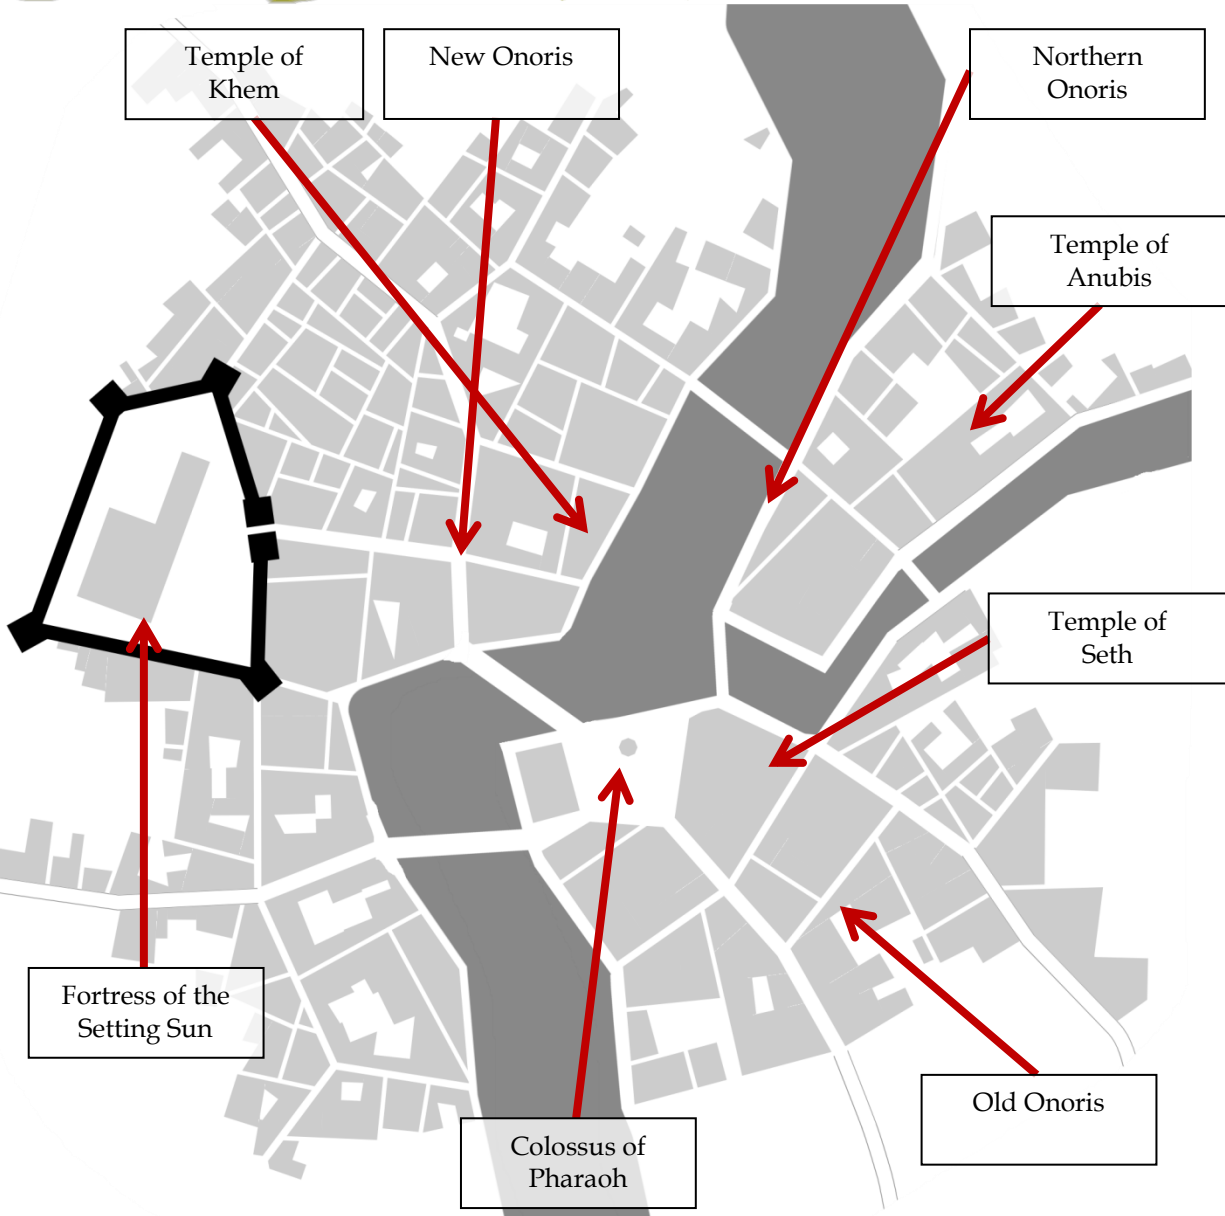 Temple of
Khem
New Onoris
Northern
Onoris
Temple of
Anubis
Temple of
Seth
Fortress of the
Setting Sun
Old Onoris
Colossus of
Pharaoh